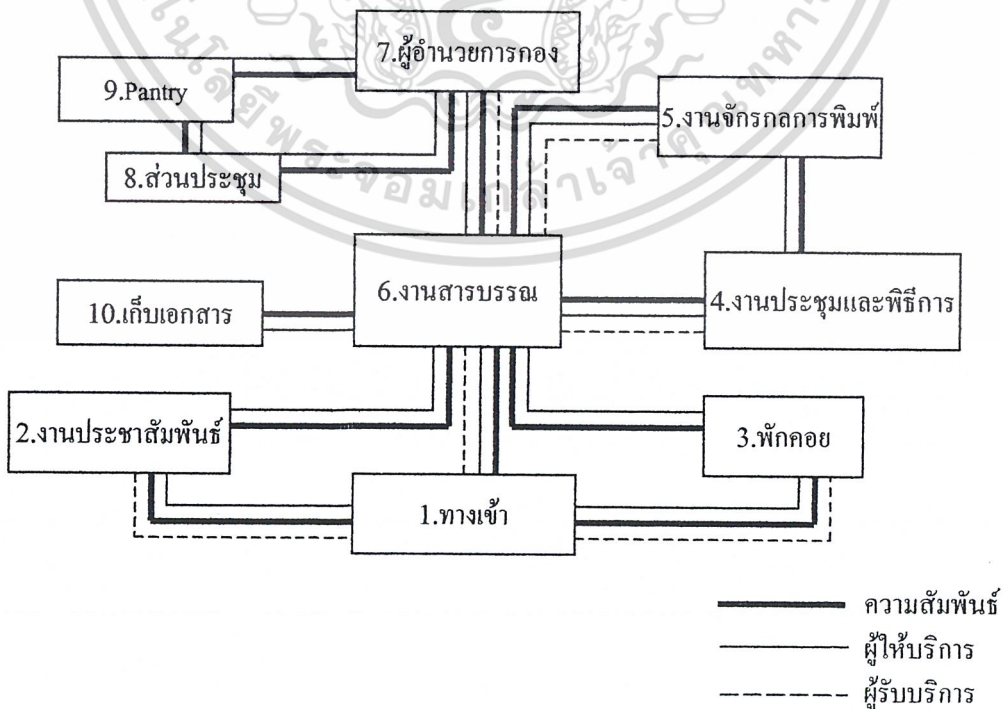 7.ผู้อำนวยการกอง
9.Pantry
5.งานจักรกลการพิมพ์
8.ส่วนประชุม
6.งานสารบรรณ
4.งานประชุมและพิธีการ
10.เก็บเอกสาร
2.งานประชาสัมพันธ์
3.พักคอย
1.ทางเข้า
ความสัมพันธ์
ผู้ให้บริการ
ผู้รับบริการ